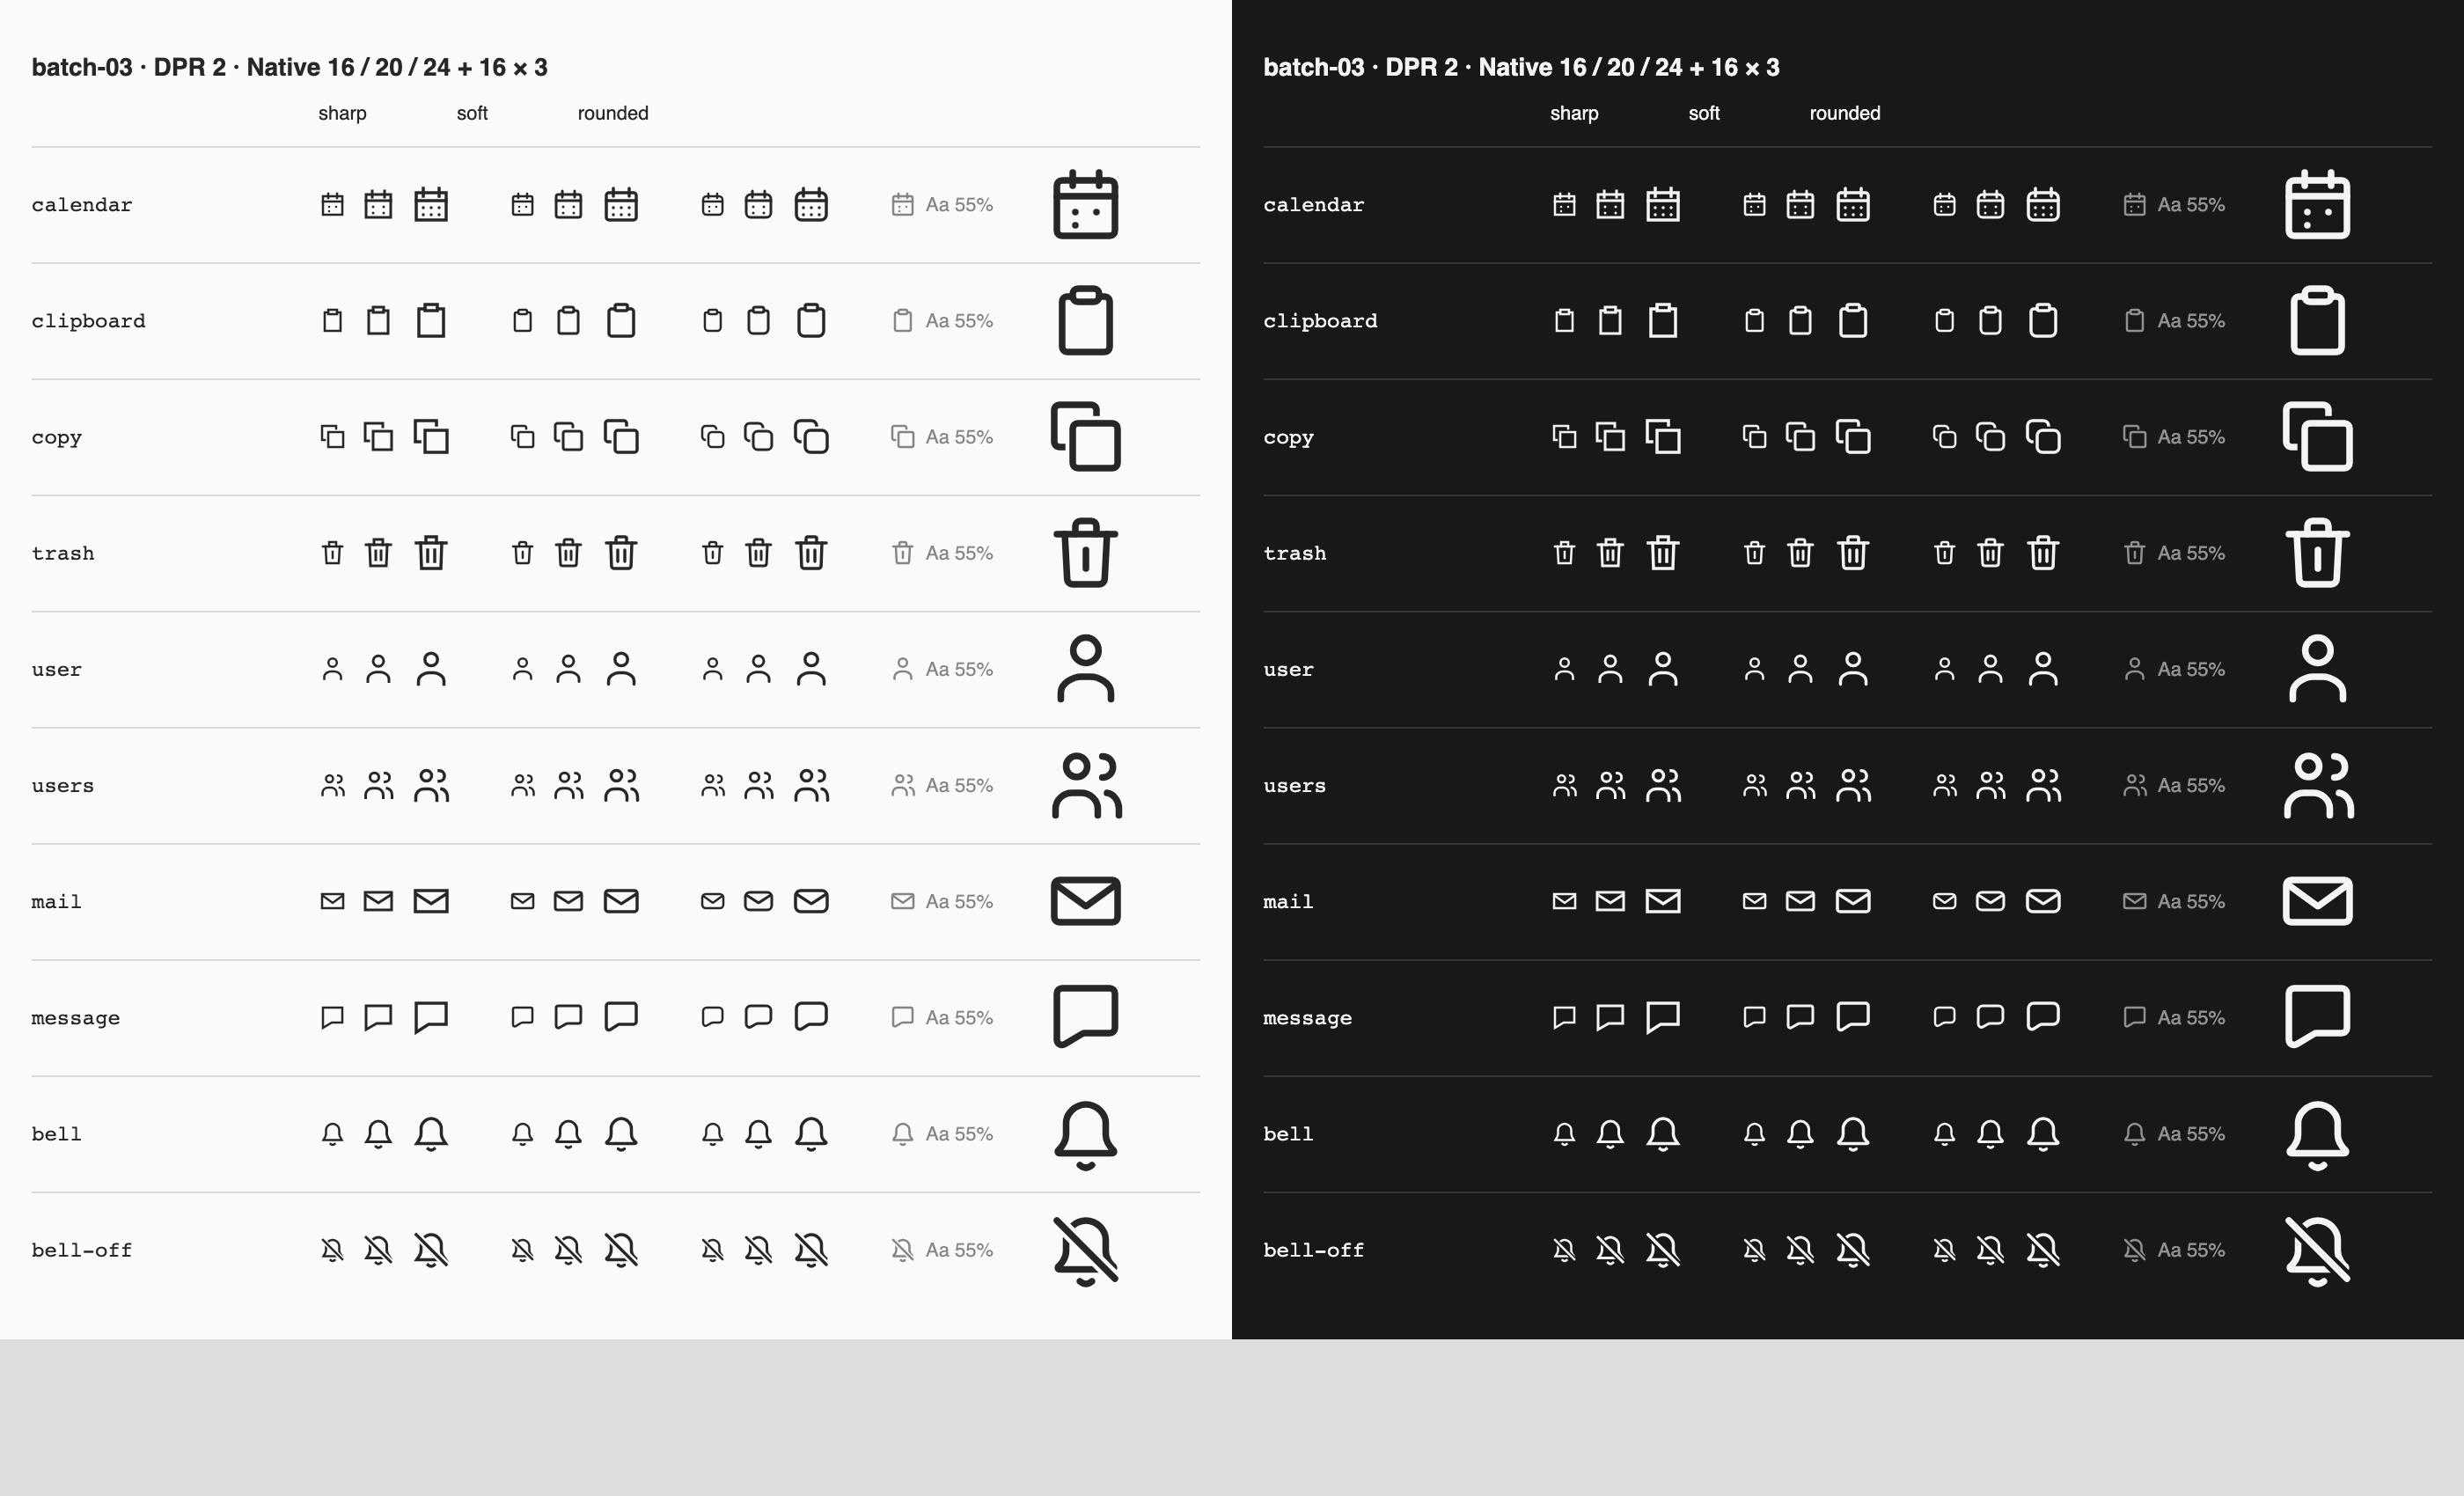 batch-03 · DPR 2 · Native 16 / 20 / 24 + 16 × 3
sharp soft rounded
calendar Aa 55%
clipboard Aa 55%
copy Aa 55%
trash Aa 55%
user Aa 55%
users Aa 55%
mail Aa 55%
message Aa 55%
bell Aa 55%
bell-off Aa 55%
batch-03 · DPR 2 · Native 16 / 20 / 24 + 16 × 3
sharp soft rounded
calendar Aa 55%
clipboard Aa 55%
copy Aa 55%
trash Aa 55%
user Aa 55%
users Aa 55%
mail Aa 55%
message Aa 55%
bell Aa 55%
bell-off Aa 55%